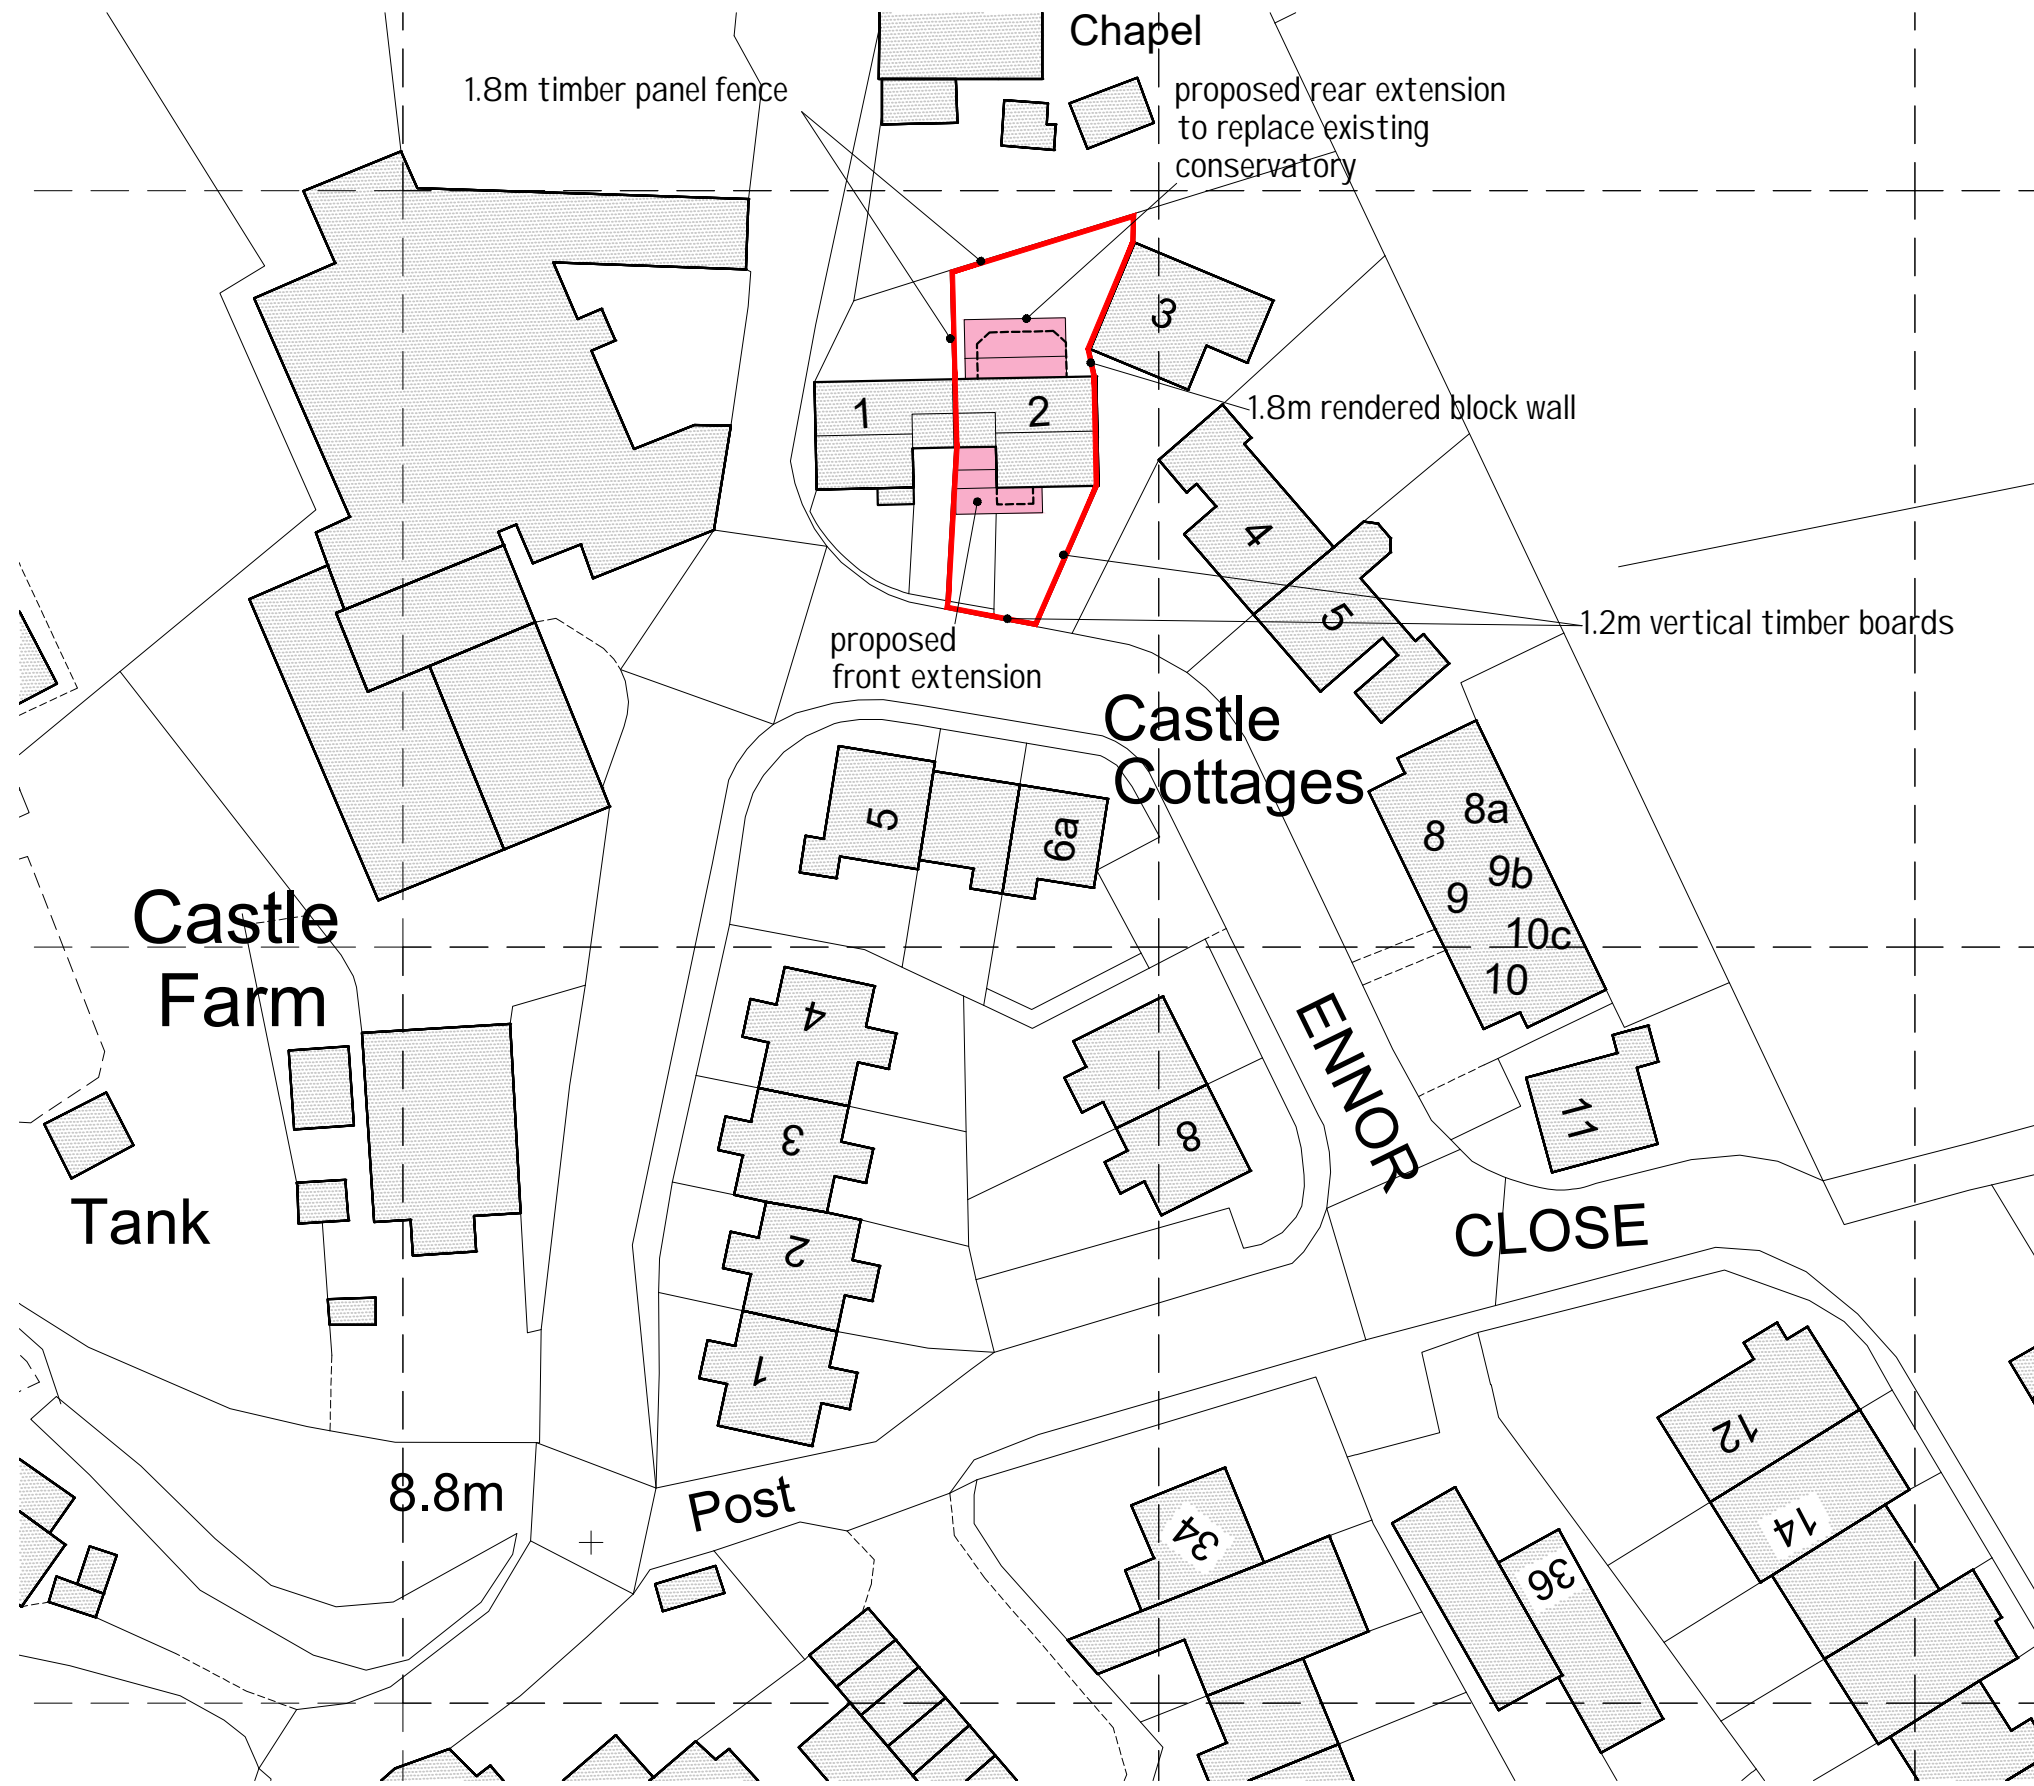 Chapel
1.8m timber panel fence
proposed rear extension
to replace existing
conservatory
3
1
2
1.8m rendered block wall
4
5
1.2m vertical timber boards
proposed
front extension
Castle
Cottages
5
6a
8a
8
9b
9
10c
10
Castle
Farm
4
ENNOR
3
8
11
Tank
2
CLOSE
1
12
8.8m
Post
34
14
36